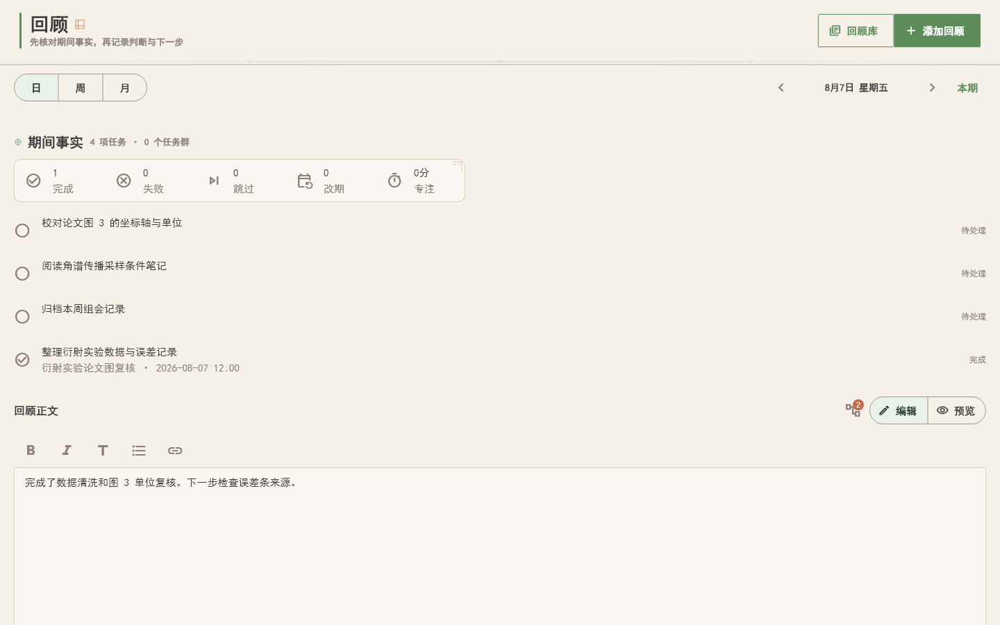 回顾
先核对期间事实，再记录判断与下一步
回顾库
添加回顾
日 周 月
8月7日 星期五
本期
期间事实 4 项任务 · 0 个任务群
1 0 0 0 0分
完成 失败 跳过 改期 专注
校对论文图 3 的坐标轴与单位
待处理
阅读角谱传播采样条件笔记
待处理
归档本周组会记录
待处理
整理衍射实验数据与误差记录
衍射实验论文图复核 · 2026-08-07 12:00
完成
回顾正文
2
编辑
预览
B I T
完成了数据清洗和图 3 单位复核。下一步检查误差条来源。